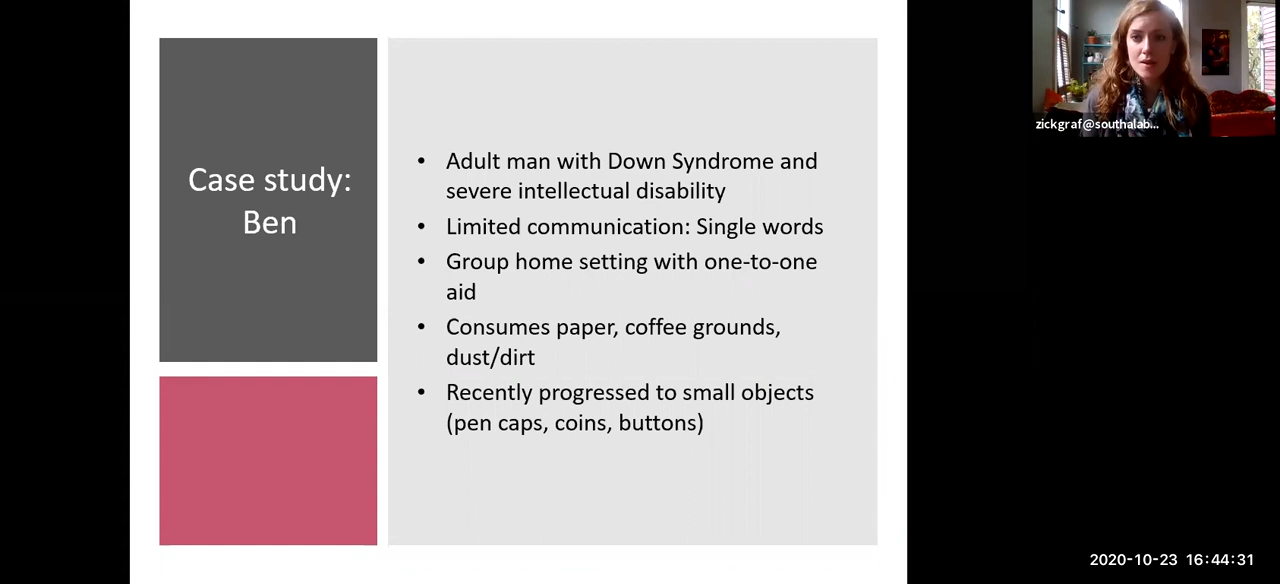 Case study:
Ben
• Adult man with Down Syndrome and
severe intellectual disability
• Limited communication: Single words
• Group home setting with one-to-one
aid
• Consumes paper, coffee grounds,
dust/dirt
• Recently progressed to small objects
(pen caps, coins, buttons)
zickgraf@southalab...
2020-10-23 16:44:31